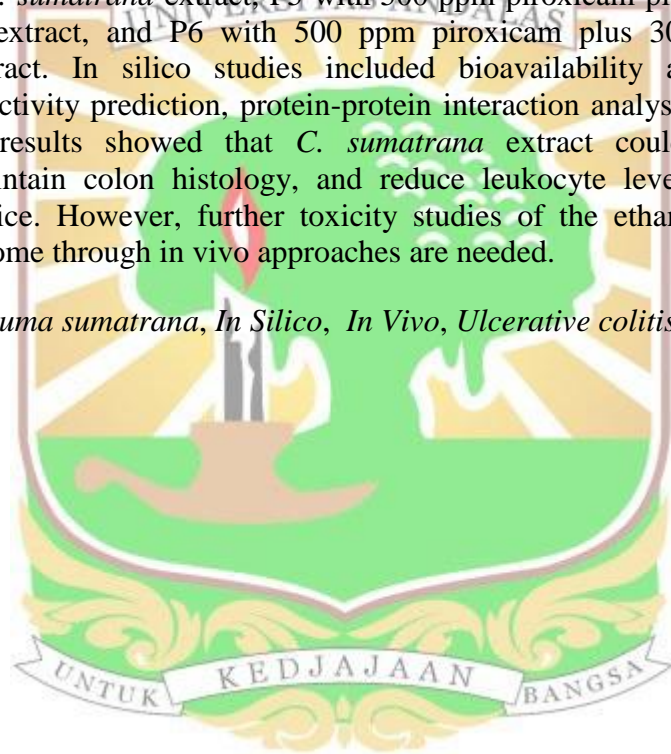 . sumatrana extract, P5 with 500 ppm piroxicam pl
extract, and P6 with 500 ppm piroxicam plus 30
ract. In silico studies included bioavailability a
ctivity prediction, protein-protein interaction analys
results showed that C. sumatrana extract coul
intain colon histology, and reduce leukocyte leve
ice. However, further toxicity studies of the ethan
ome through in vivo approaches are needed.
uma sumatrana, In Silico, In Vivo, Ulcerative colitis
UNTUK KEDJAJAAN BANGSA